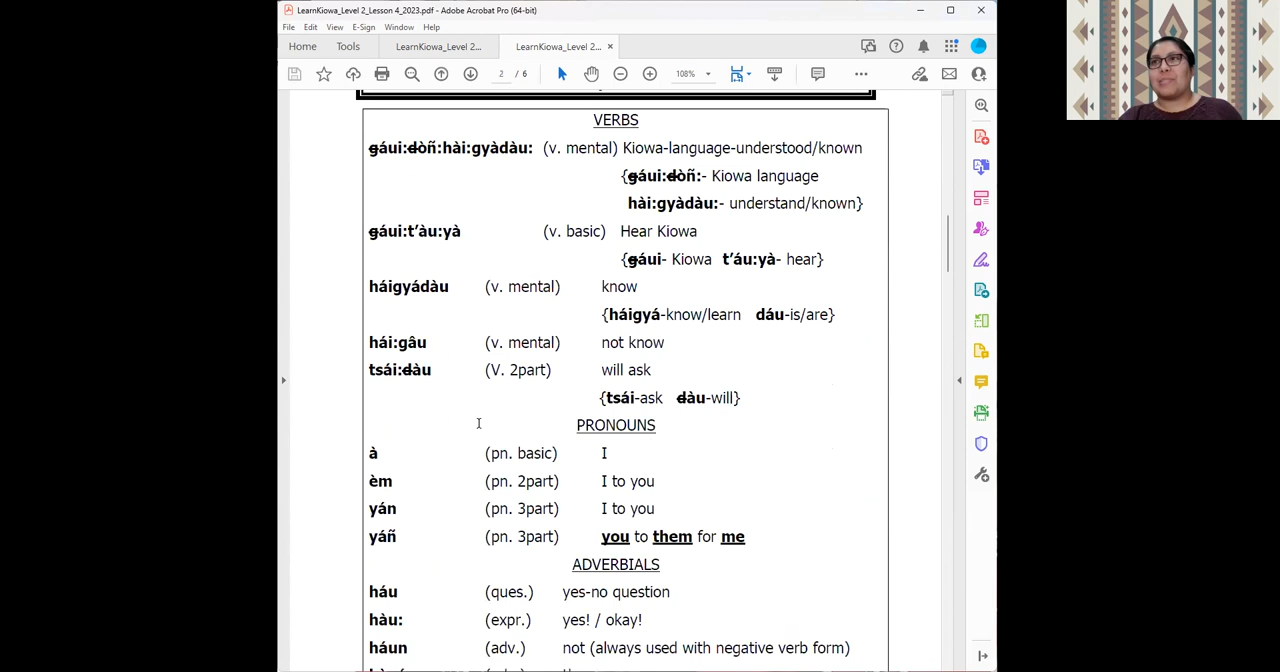 LearnKiowa_Level 2_Lesson 4_2023.pdf - Adobe Acrobat Pro (64-bit)
File Edit View E-Sign Window Help
Home Tools LearnKiowa_Level 2... LearnKiowa_Level 2... ×
2 / 6 108%
VERBS
g̶áui:d̶òñ:hài:gyàdàu: (v. mental) Kiowa-language-understood/known
{g̶áui:d̶òñ:- Kiowa language
hài:gyàdàu:- understand/known}
g̶áui:t’àu:yà (v. basic) Hear Kiowa
{g̶áui- Kiowa t’áu:yà- hear}
háigyádàu (v. mental) know
{háigyá-know/learn dáu-is/are}
hái:gâu (v. mental) not know
tsái:d̶àu (V. 2part) will ask
{tsái-ask d̶àu-will}
PRONOUNS
à (pn. basic) I
èm (pn. 2part) I to you
yán (pn. 3part) I to you
yáñ (pn. 3part) you to them for me
ADVERBIALS
háu (ques.) yes-no question
hàu: (expr.) yes! / okay!
háun (adv.) not (always used with negative verb form)